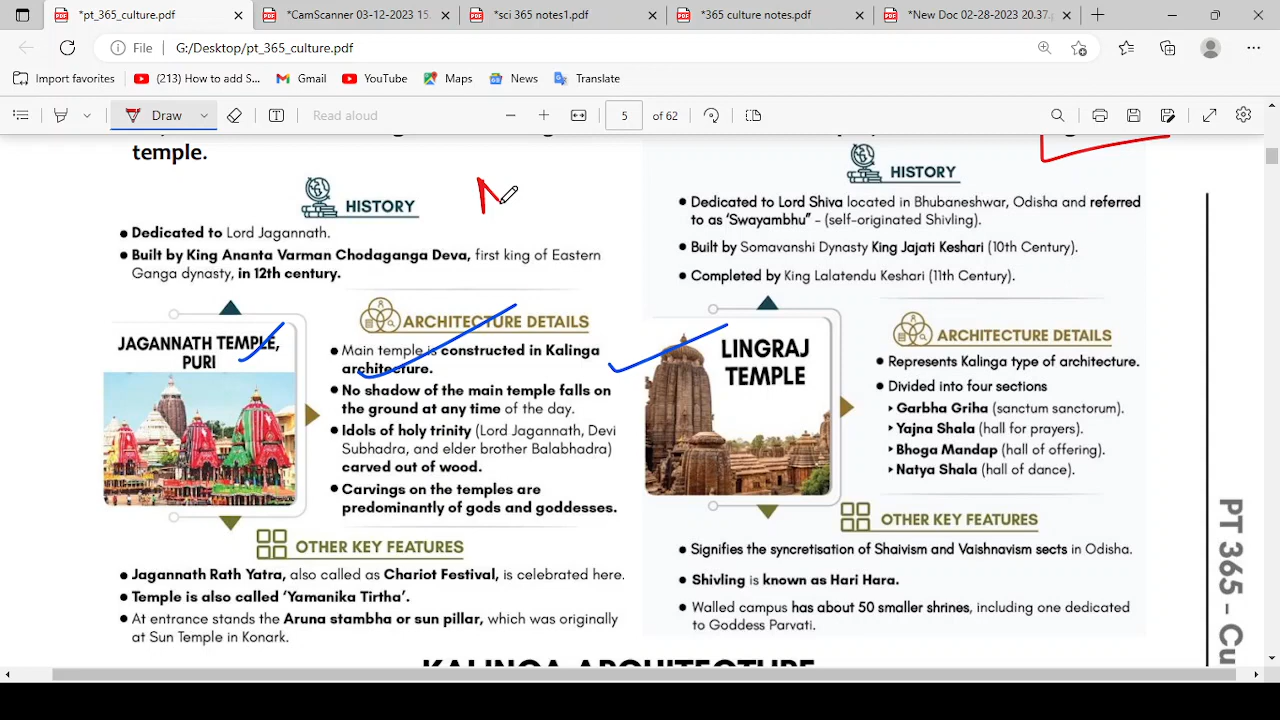 *pt_365_culture.pdf
*CamScanner 03-12-2023 15.
*sci 365 notes1.pdf
*365 culture notes.pdf
*New Doc 02-28-2023 20.37.p
File G:/Desktop/pt_365_culture.pdf
Import favorites (213) How to add S... Gmail YouTube Maps News Translate
Draw Read aloud 5 of 62
temple.
HISTORY
Dedicated to Lord Jagannath.
Built by King Ananta Varman Chodaganga Deva, first king of Eastern
Ganga dynasty, in 12th century.
JAGANNATH TEMPLE,
PURI
ARCHITECTURE DETAILS
Main temple is constructed in Kalinga
architecture.
No shadow of the main temple falls on
the ground at any time of the day.
Idols of holy trinity (Lord Jagannath, Devi
Subhadra, and elder brother Balabhadra)
carved out of wood.
Carvings on the temples are
predominantly of gods and goddesses.
OTHER KEY FEATURES
Jagannath Rath Yatra, also called as Chariot Festival, is celebrated here.
Temple is also called ‘Yamanika Tirtha’.
At entrance stands the Aruna stambha or sun pillar, which was originally
at Sun Temple in Konark.
HISTORY
Dedicated to Lord Shiva located in Bhubaneshwar, Odisha and referred
to as ‘Swayambhu” - (self-originated Shivling).
Built by Somavanshi Dynasty King Jajati Keshari (10th Century).
Completed by King Lalatendu Keshari (11th Century).
LINGRAJ
TEMPLE
ARCHITECTURE DETAILS
Represents Kalinga type of architecture.
Divided into four sections
Garbha Griha (sanctum sanctorum).
Yajna Shala (hall for prayers).
Bhoga Mandap (hall of offering).
Natya Shala (hall of dance).
OTHER KEY FEATURES
Signifies the syncretisation of Shaivism and Vaishnavism sects in Odisha.
Shivling is known as Hari Hara.
Walled campus has about 50 smaller shrines, including one dedicated
to Goddess Parvati.
PT 365 - Cu
KALINGA ARCHITECTURE